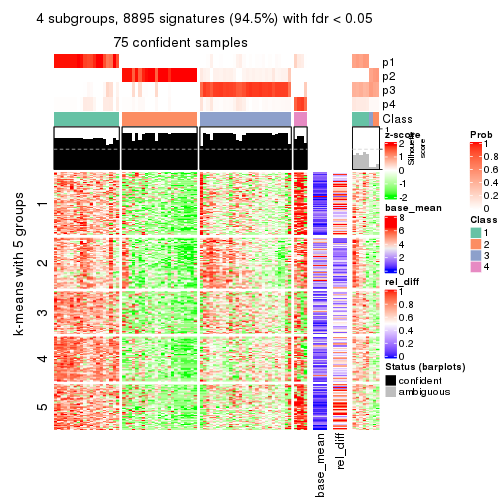 4 subgroups, 8895 signatures (94.5%) with fdr < 0.05
75 confident samples
p1
p2
p3
p4
Class
1
Silhouette score
z-score
2
1
0
-1
-2
base_mean
8
6
4
2
0
rel_diff
1
0.8
0.6
0.4
0.2
0
Status (barplots)
confident
ambiguous
Prob
1
0.8
0.6
0.4
0.2
0
Class
1
2
3
4
k-means with 5 groups
1
2
3
4
5
base_mean
rel_diff